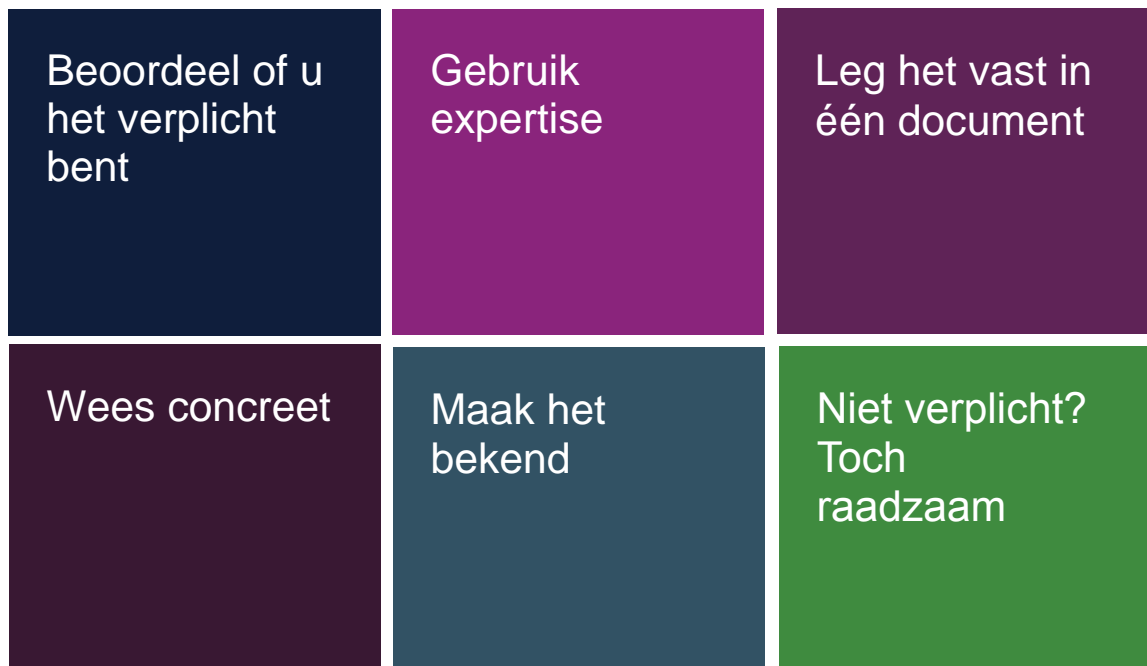 Beoordeel of u
het verplicht
bent
Gebruik
expertise
Leg het vast in
één document
Wees concreet
Maak het
bekend
Niet verplicht?
Toch
raadzaam